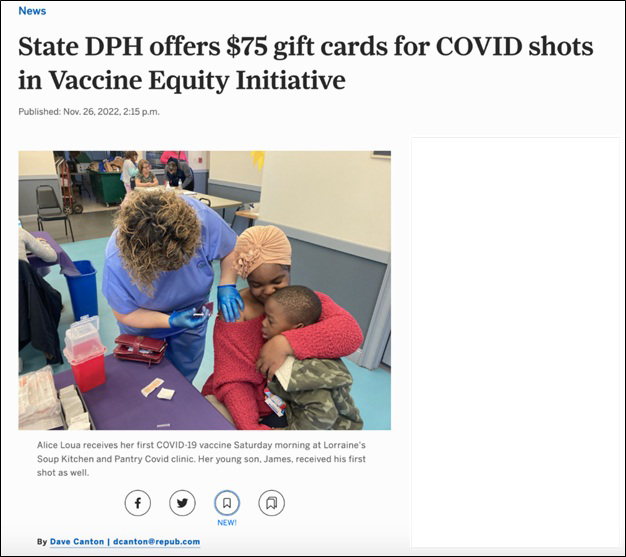 News
State DPH offers $75 gift cards for COVID shots
in Vaccine Equity Initiative
Published: Nov. 26, 2022, 2:15 p.m.
Alice Loua receives her first COVID-19 vaccine Saturday morning at Lorraine's
Soup Kitchen and Pantry Covid clinic. Her young son, James, received his first
shot as well.
NEW!
By Dave Canton | dcanton@repub.com